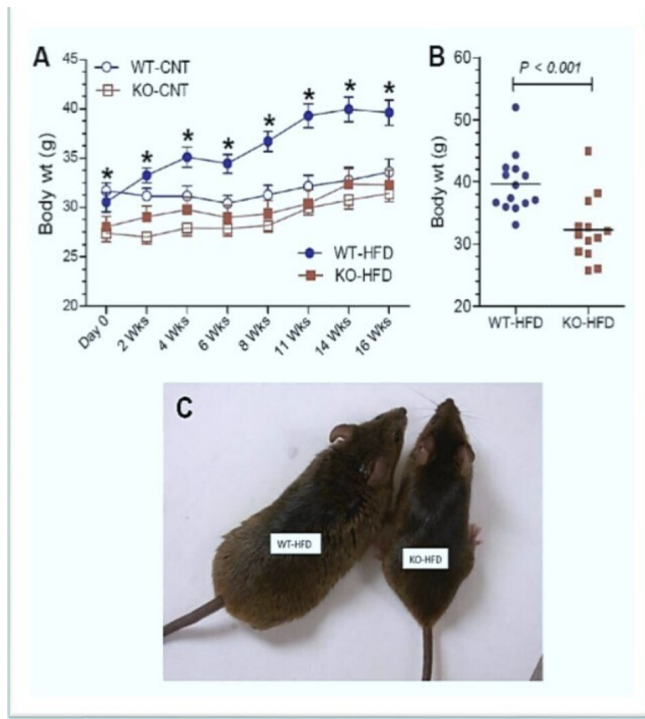 A
Body wt (g)
45
40
35
30
25
20
WT-CNT
KO-CNT
*
*
*
*
*
*
*
*
WT-HFD
KO-HFD
Day 0
2 Wks
4 Wks
6 Wks
8 Wks
11 Wks
14 Wks
16 Wks
B
Body wt (g)
60
50
40
30
20
P < 0.001
WT-HFD
KO-HFD
C
WT-HFD
KO-HFD